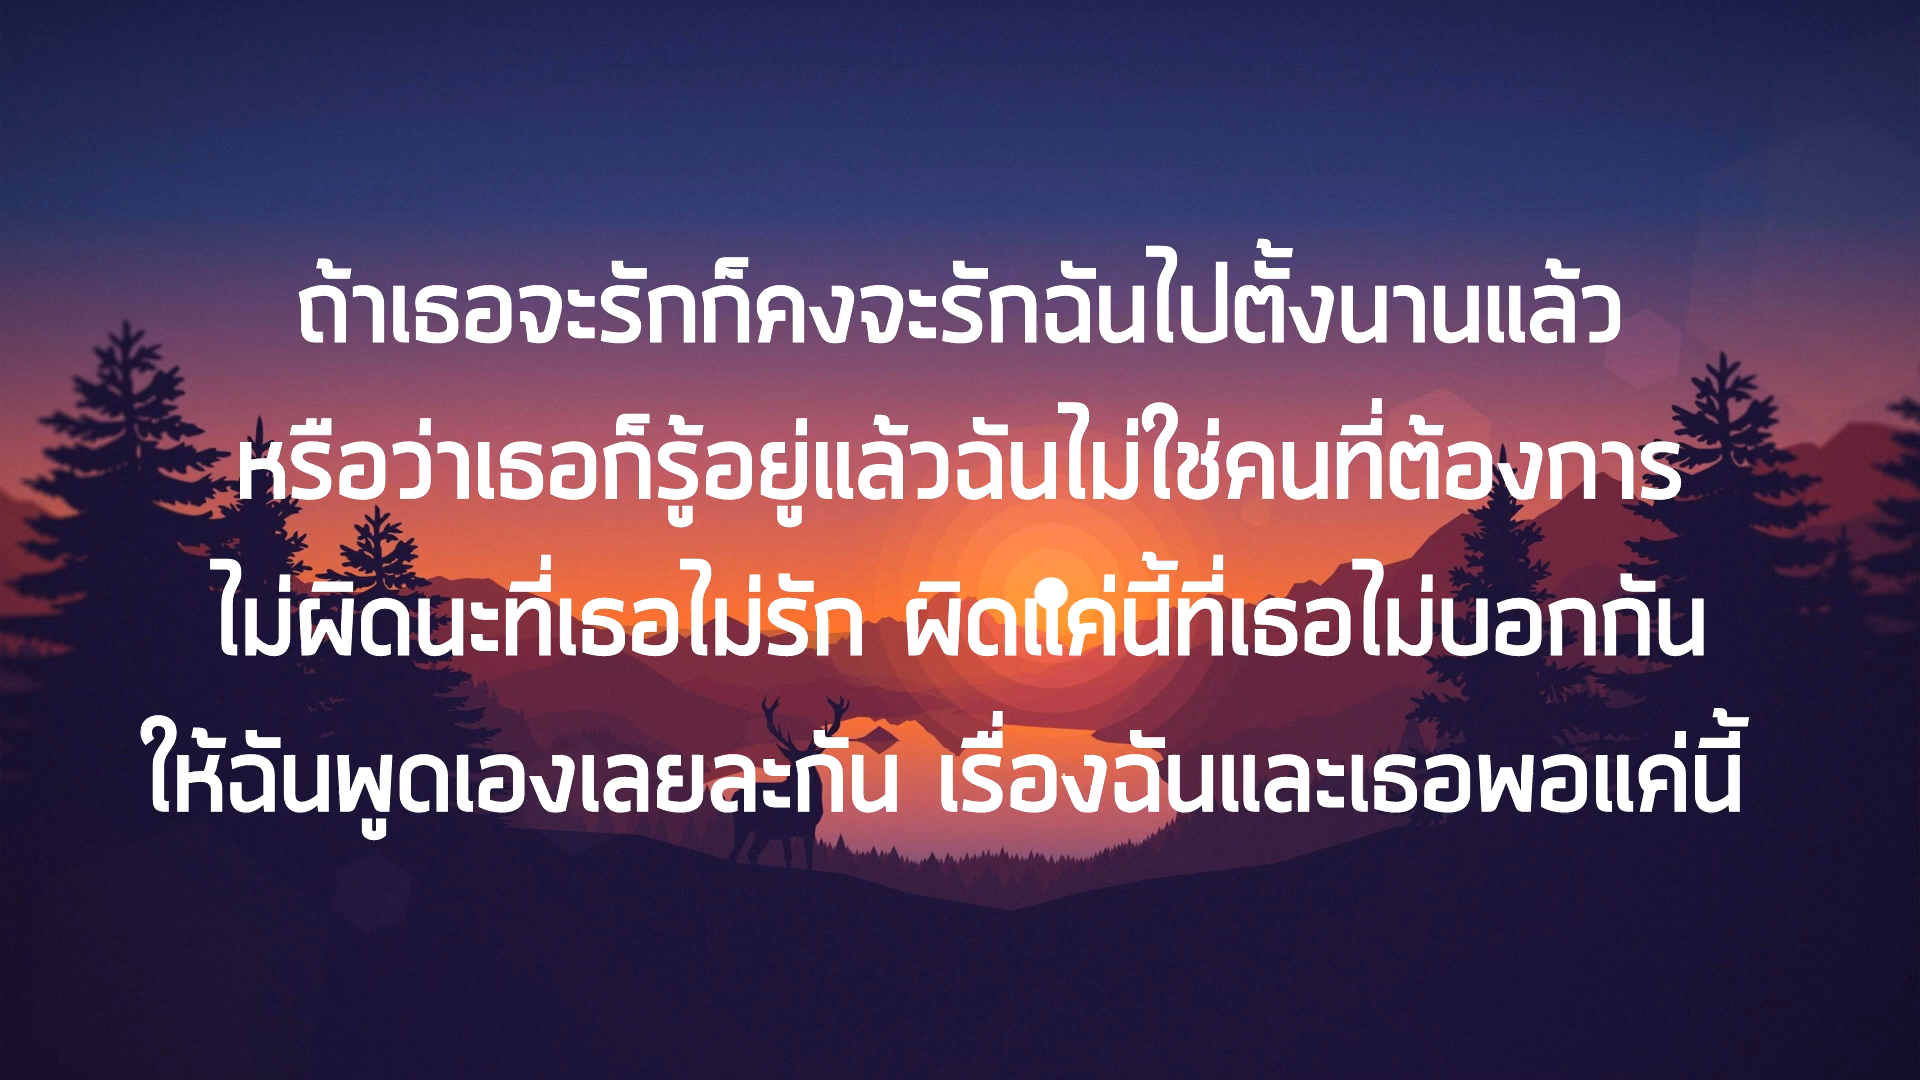 ถ้าเธอจะรักก็คงจะรักฉันไปตั้งนานแล้ว
หรือว่าเธอก็รู้อยู่แล้วฉันไม่ใช่คนที่ต้องการ
ไม่ผิดนะที่เธอไม่รัก ผิดแค่นี้ที่เธอไม่บอกกัน
ให้ฉันพูดเองเลยละกัน เรื่องฉันและเธอพอแค่นี้